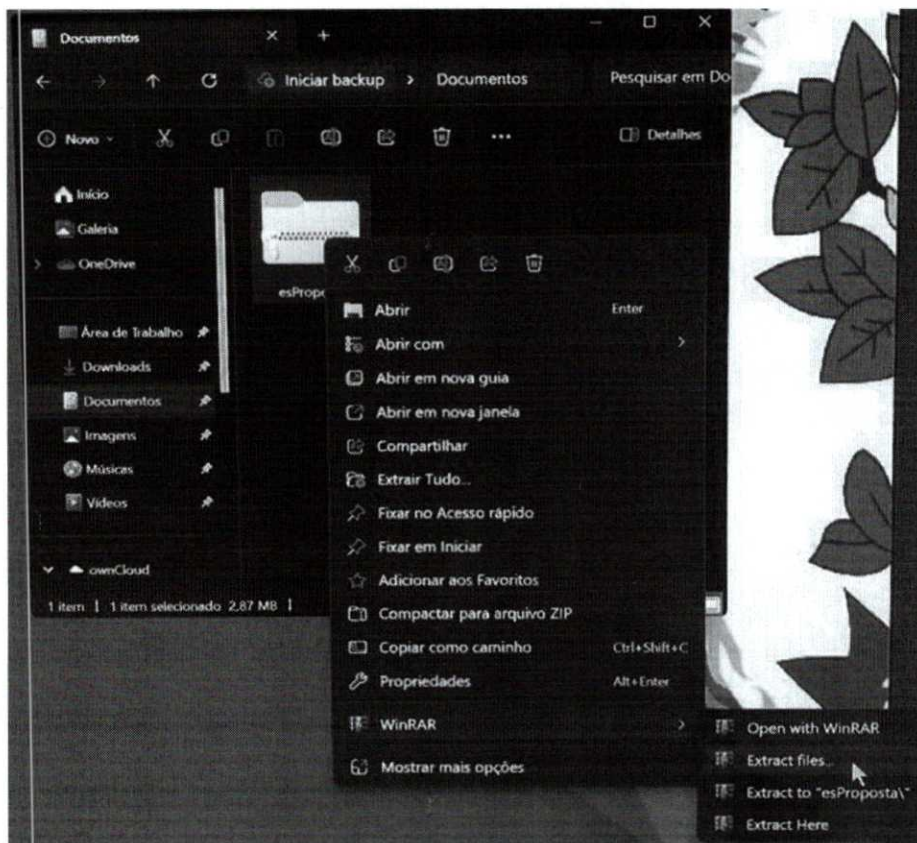 Documentos
Iniciar backup > Documentos
Pesquisar em Do
Novo
Detalhes
Início
Galeria
OneDrive
Área de Trabalho
Downloads
Documentos
Imagens
Músicas
Vídeos
ownCloud
1 item | 1 item selecionado 2,87 MB |
esPropo
Abrir Enter
Abrir com
Abrir em nova guia
Abrir em nova janela
Compartilhar
Extrair Tudo...
Fixar no Acesso rápido
Fixar em Iniciar
Adicionar aos Favoritos
Compactar para arquivo ZIP
Copiar como caminho Ctrl+Shift+C
Propriedades Alt+Enter
WinRAR
Mostrar mais opções
Open with WinRAR
Extract files...
Extract to "esProposta\"
Extract Here